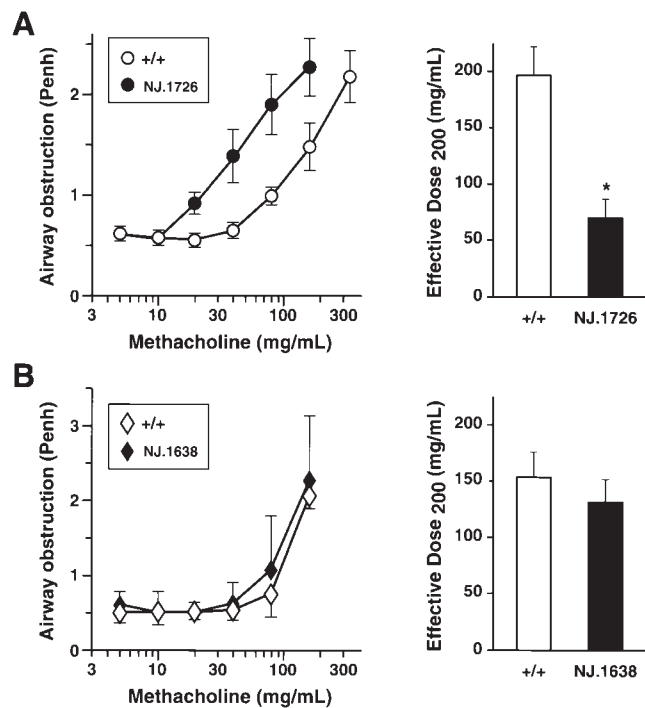 A
+/+
NJ.1726
Airway obstruction (Penh)
2
1
0
3
10
30
100
300
Methacholine (mg/mL)
Effective Dose 200 (mg/mL)
200
150
100
50
0
*
+/+
NJ.1726
B
+/+
NJ.1638
Airway obstruction (Penh)
3
2
1
0
3
10
30
100
300
Methacholine (mg/mL)
Effective Dose 200 (mg/mL)
200
150
100
50
0
+/+
NJ.1638